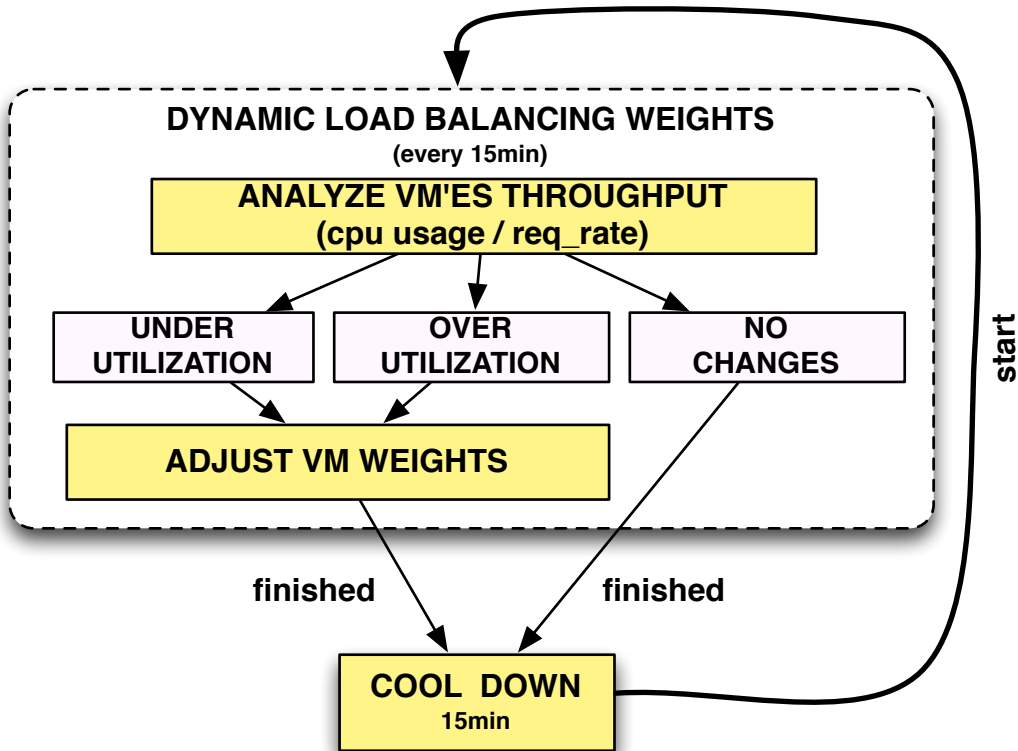 DYNAMIC LOAD BALANCING WEIGHTS
(every 15min)
ANALYZE VM'ES THROUGHPUT
(cpu usage / req_rate)
UNDER
UTILIZATION
OVER
UTILIZATION
NO
CHANGES
ADJUST VM WEIGHTS
start
finished
finished
COOL DOWN
15min